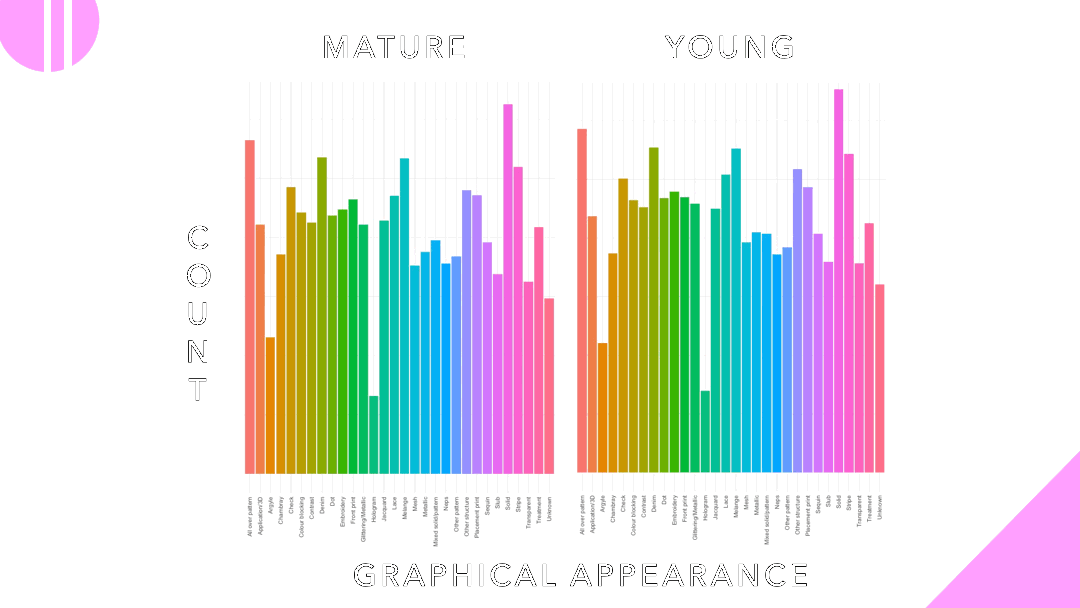 MATURE YOUNG
COUNT
All over pattern
Application/3D
Argyle
Chambray
Check
Colour blocking
Contrast
Denim
Dot
Embroidery
Front print
Glittering/Metallic
Hologram
Jacquard
Lace
Melange
Mesh
Metallic
Mixed solid/pattern
Neps
Other pattern
Other structure
Placement print
Sequin
Slub
Solid
Stripe
Transparent
Treatment
Unknown
All over pattern
Application/3D
Argyle
Chambray
Check
Colour blocking
Contrast
Denim
Dot
Embroidery
Front print
Glittering/Metallic
Hologram
Jacquard
Lace
Melange
Mesh
Metallic
Mixed solid/pattern
Neps
Other pattern
Other structure
Placement print
Sequin
Slub
Solid
Stripe
Transparent
Treatment
Unknown
GRAPHICAL APPEARANCE